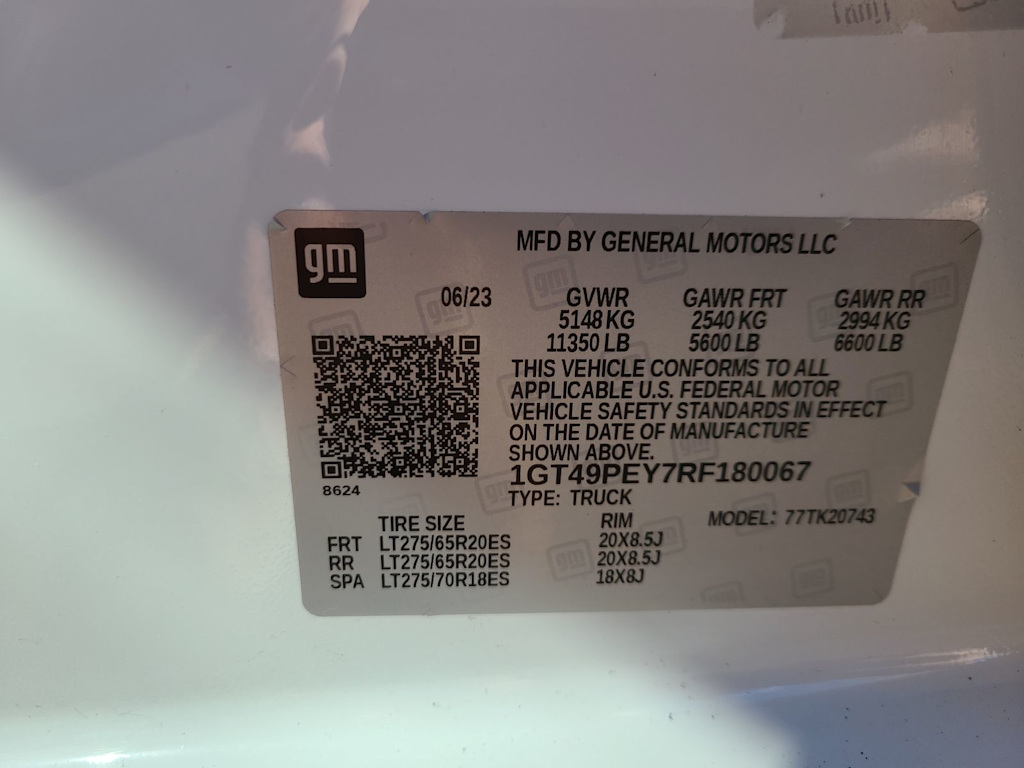 gm
MFD BY GENERAL MOTORS LLC
06/23 GVWR GAWR FRT GAWR RR
5148 KG 2540 KG 2994 KG
11350 LB 5600 LB 6600 LB
THIS VEHICLE CONFORMS TO ALL
APPLICABLE U.S. FEDERAL MOTOR
VEHICLE SAFETY STANDARDS IN EFFECT
ON THE DATE OF MANUFACTURE
SHOWN ABOVE.
1GT49PEY7RF180067
8624
TYPE: TRUCK
TIRE SIZE RIM MODEL: 77TK20743
FRT LT275/65R20ES 20X8.5J
RR LT275/65R20ES 20X8.5J
SPA LT275/70R18ES 18X8J